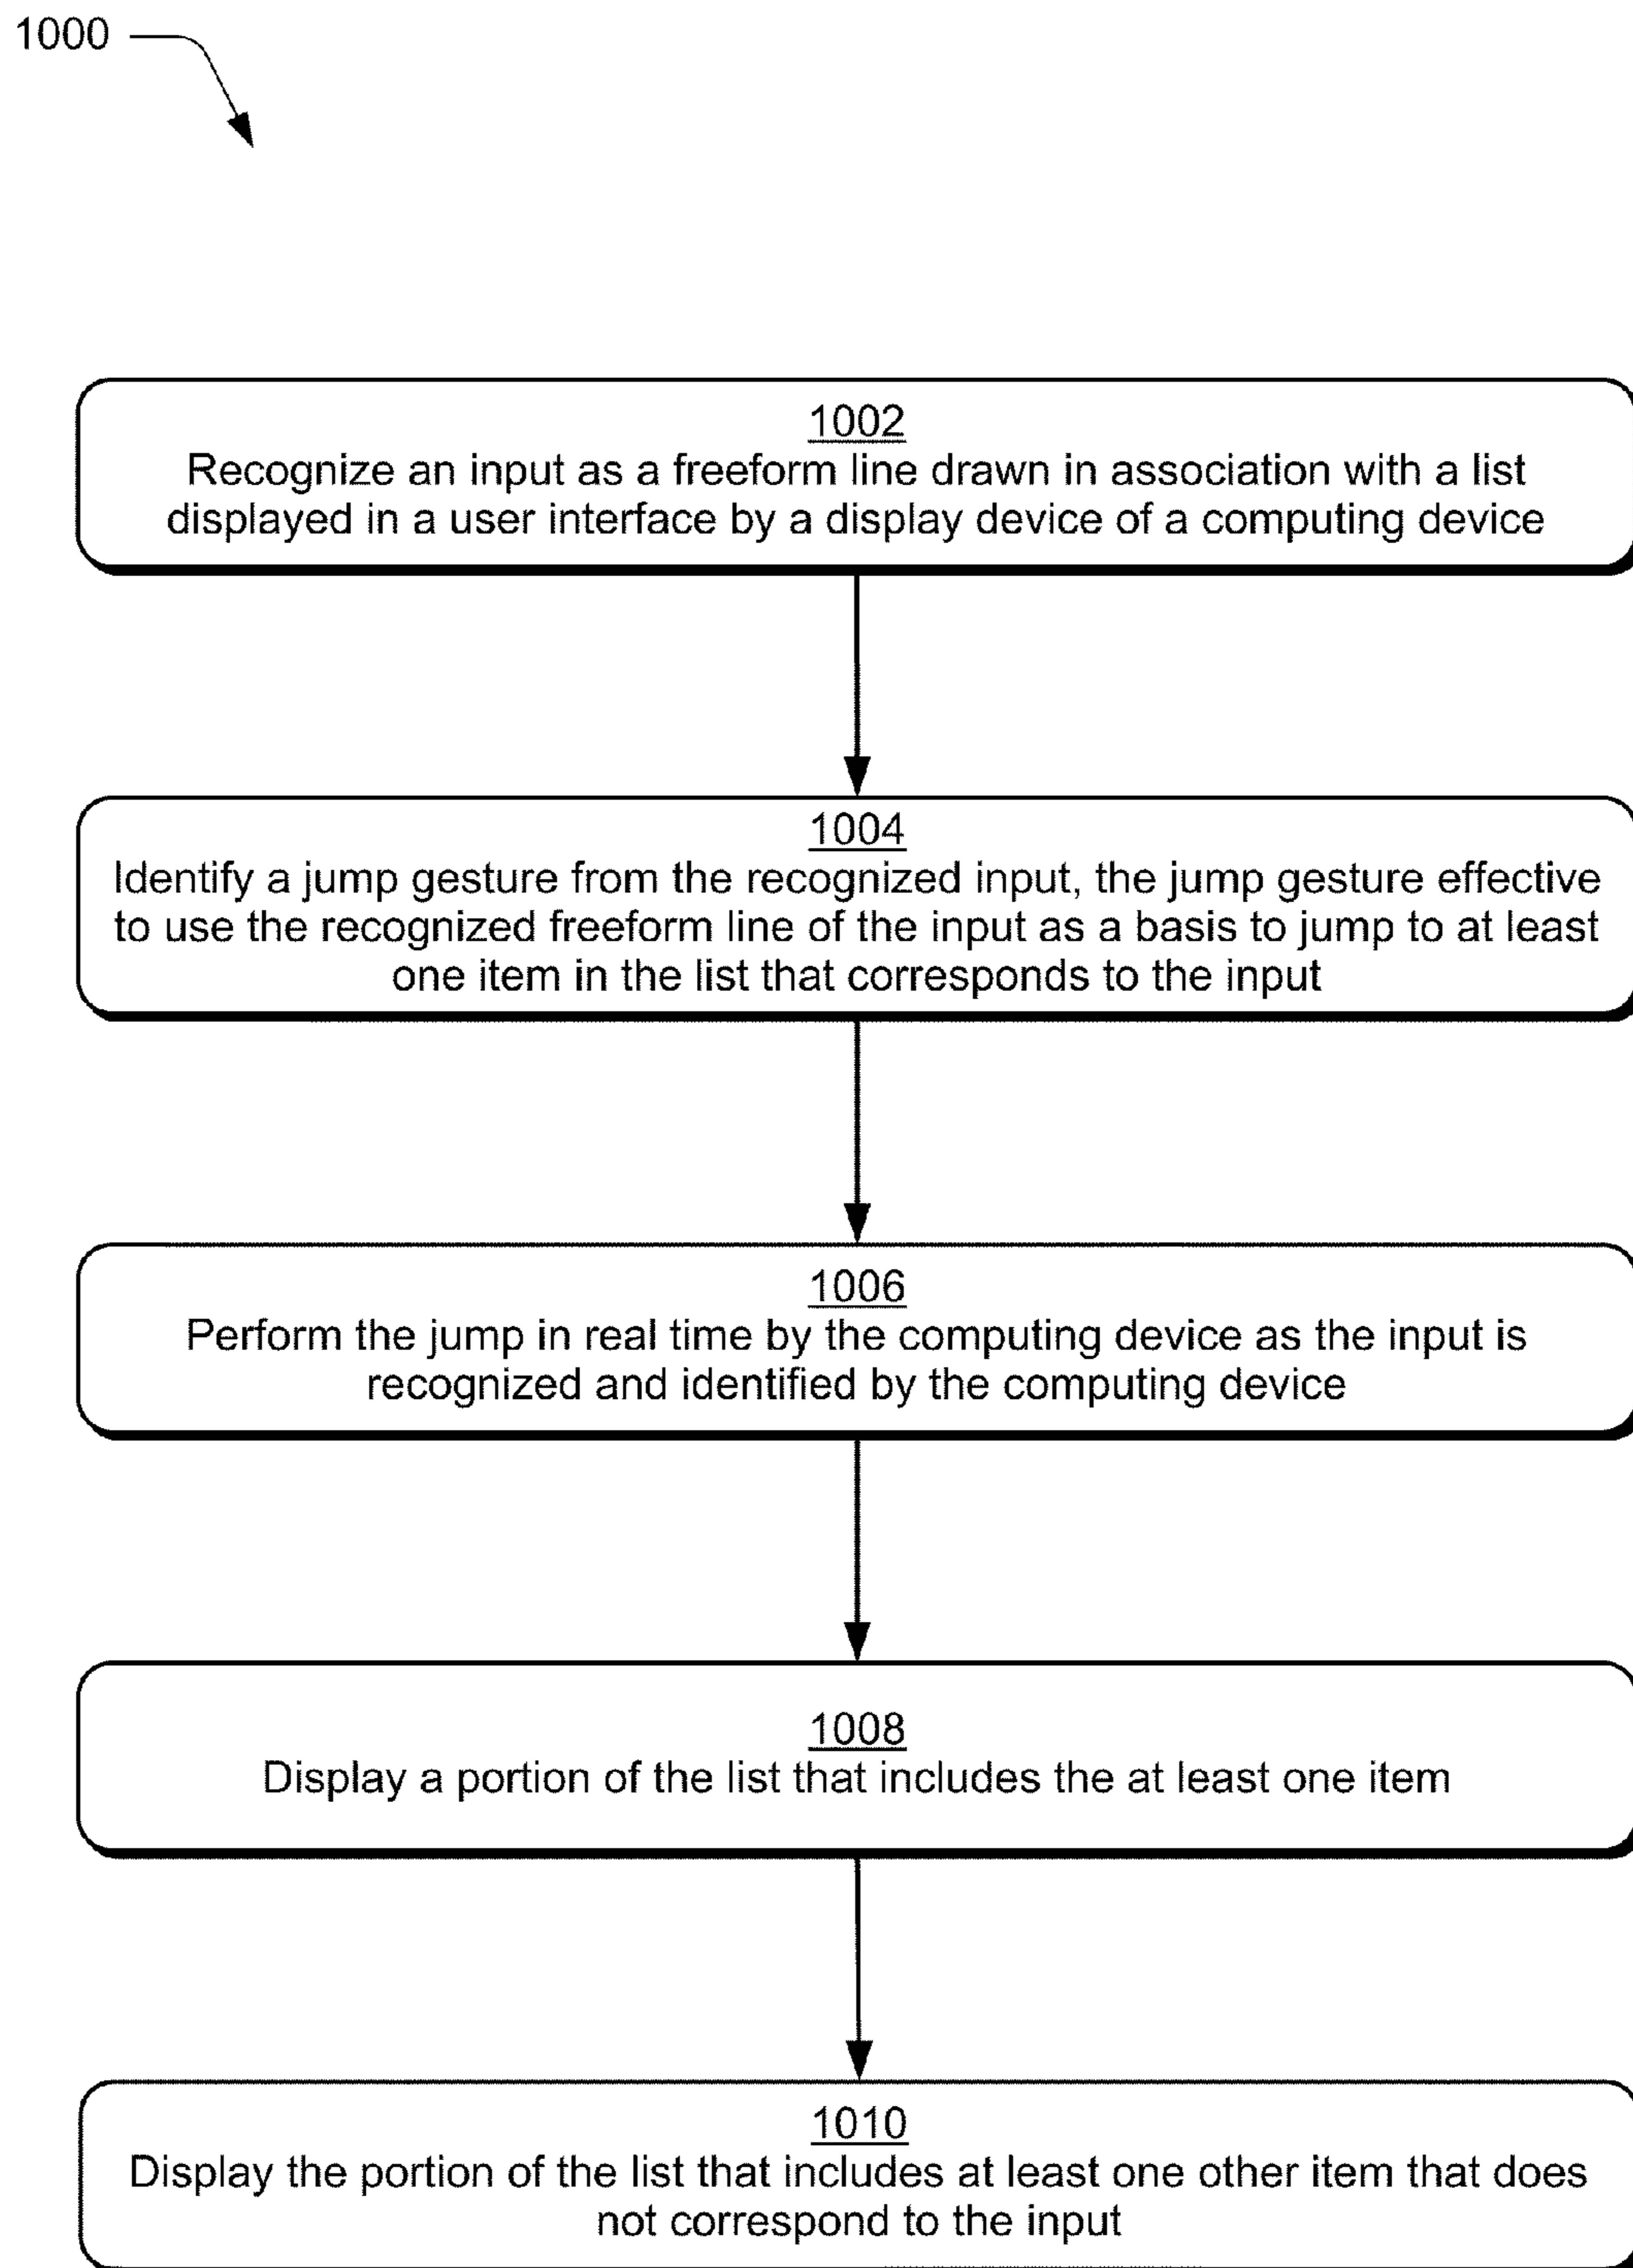 1000
1002
Recognize an input as a freeform line drawn in association with a list
displayed in a user interface by a display device of a computing device
1004
Identify a jump gesture from the recognized input, the jump gesture effective
to use the recognized freeform line of the input as a basis to jump to at least
one item in the list that corresponds to the input
1006
Perform the jump in real time by the computing device as the input is
recognized and identified by the computing device
1008
Display a portion of the list that includes the at least one item
1010
Display the portion of the list that includes at least one other item that does
not correspond to the input